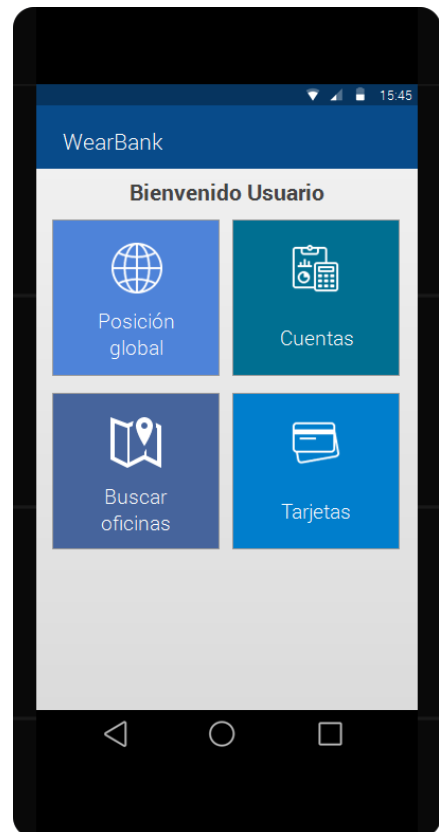 15:45
WearBank
Bienvenido Usuario
Posición
global
Cuentas
Buscar
oficinas
Tarjetas